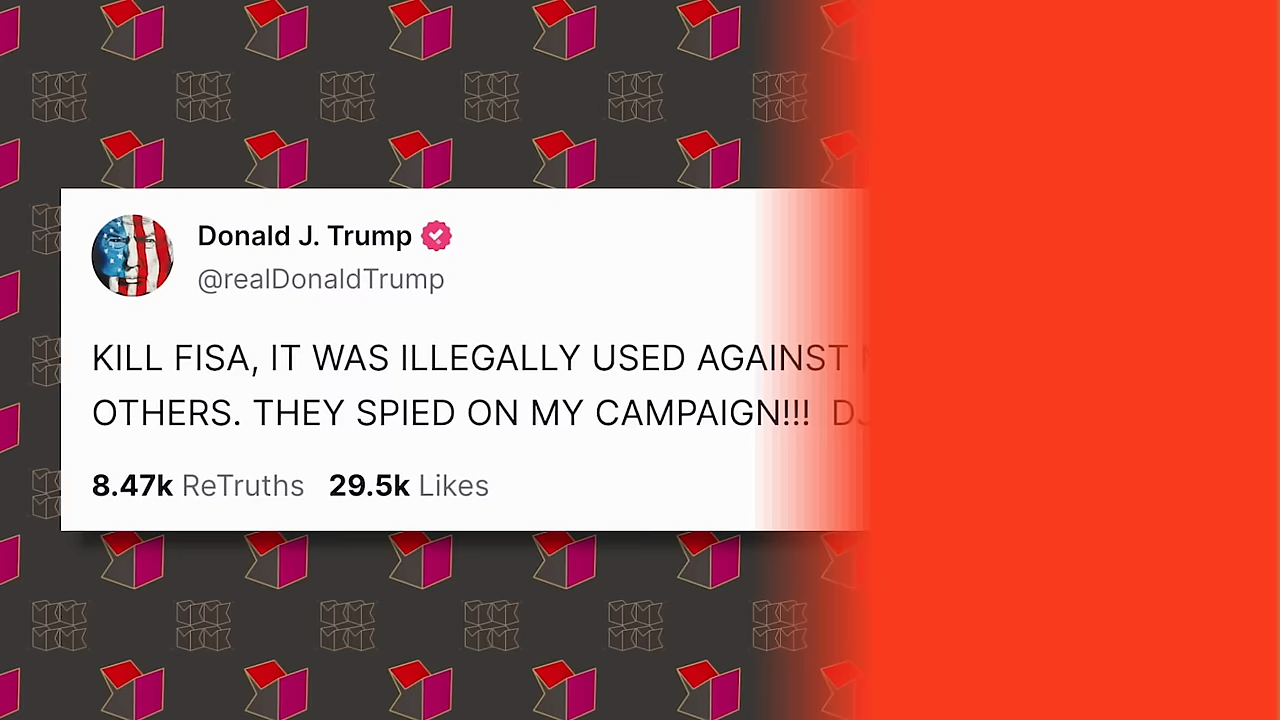 Donald J. Trump
@realDonaldTrump
KILL FISA, IT WAS ILLEGALLY USED AGAINST
OTHERS. THEY SPIED ON MY CAMPAIGN!!! DJ
8.47k ReTruths 29.5k Likes